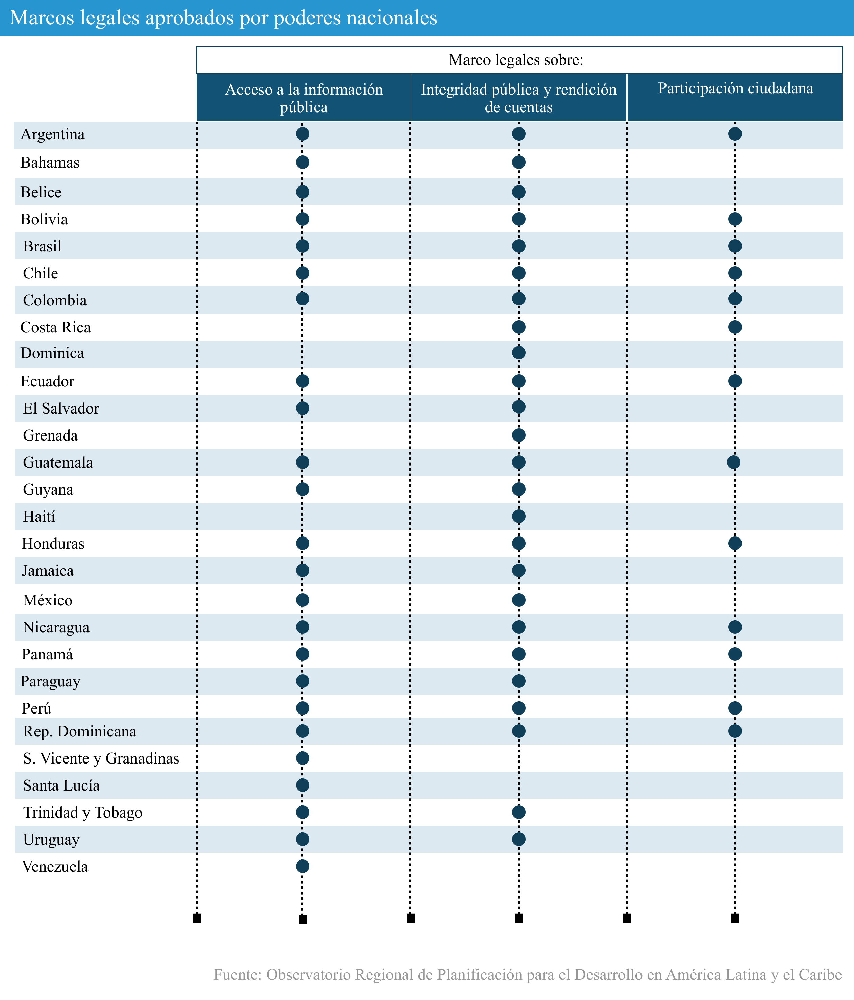 Marcos legales aprobados por poderes nacionales
Marco legales sobre:
Acceso a la información
pública
Integridad pública y rendición
de cuentas
Participación ciudadana
Argentina
Bahamas
Belice
Bolivia
Brasil
Chile
Colombia
Costa Rica
Dominica
Ecuador
El Salvador
Grenada
Guatemala
Guyana
Haití
Honduras
Jamaica
México
Nicaragua
Panamá
Paraguay
Perú
Rep. Dominicana
S. Vicente y Granadinas
Santa Lucía
Trinidad y Tobago
Uruguay
Venezuela
Fuente: Observatorio Regional de Planificación para el Desarrollo en América Latina y el Caribe